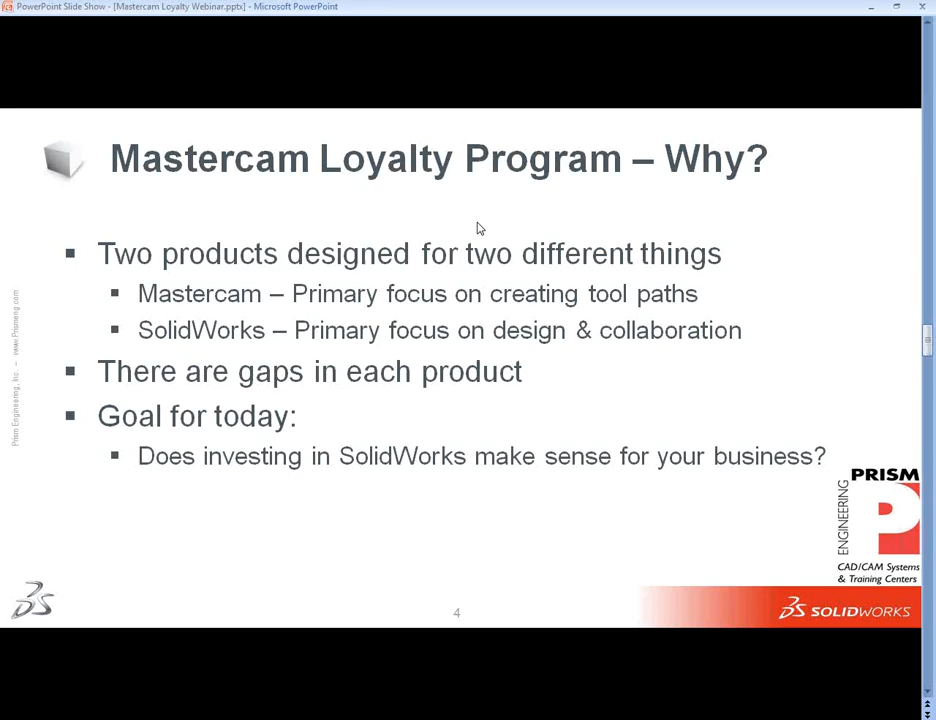 PowerPoint Slide Show - [Mastercam Loyalty Webinar.pptx] - Microsoft PowerPoint
Mastercam Loyalty Program – Why?
Two products designed for two different things
Mastercam – Primary focus on creating tool paths
SolidWorks – Primary focus on design & collaboration
There are gaps in each product
Goal for today:
Does investing in SolidWorks make sense for your business?
Prism Engineering, Inc. – www.Prismeng.com
PRISM
ENGINEERING
P
CAD/CAM Systems
& Training Centers
DS
4
DS SOLIDWORKS